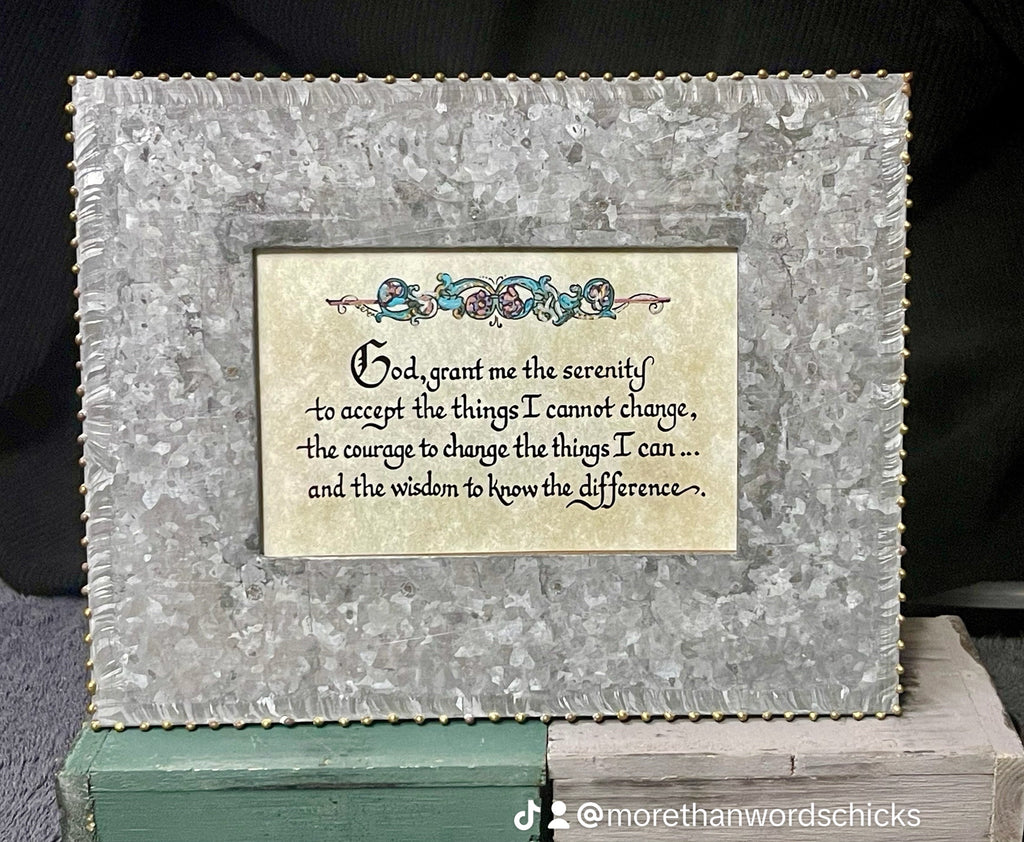 God, grant me the serenity
to accept the things I cannot change,
the courage to change the things I can ...
and the wisdom to know the difference.
@morethanwordschicks